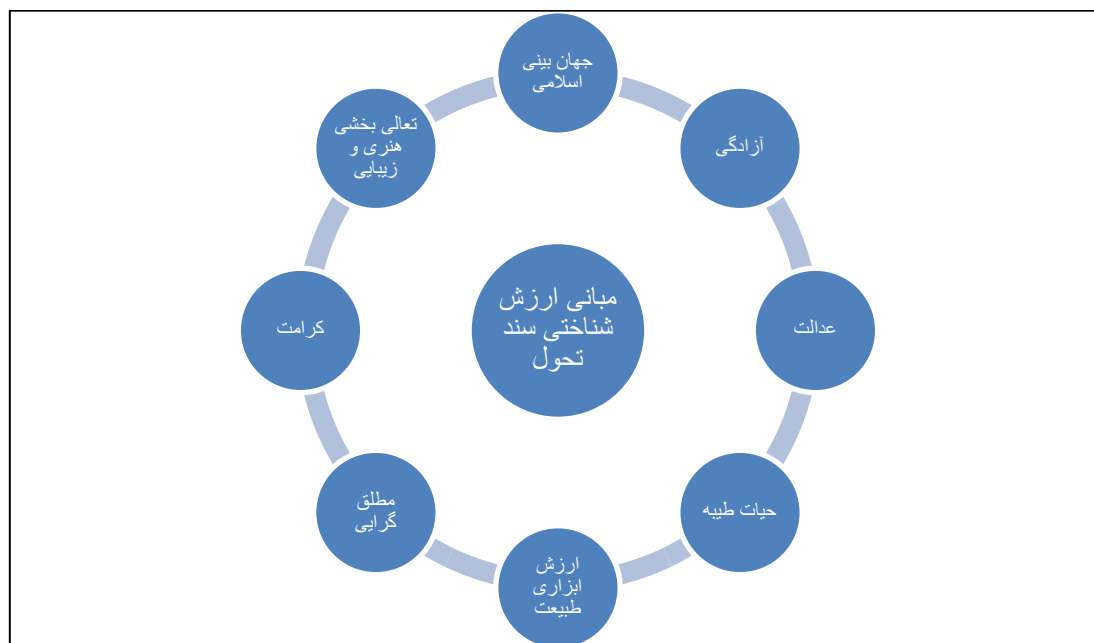 جهان بینی
اسلامی
آزادگی
عدالت
حیات طیبه
ارزش
ابزاری
طبیعت
مطلق
گرایی
کرامت
تعالی بخشی
هنری و
زیبایی
مبانی ارزش
شناختی سند
تحول